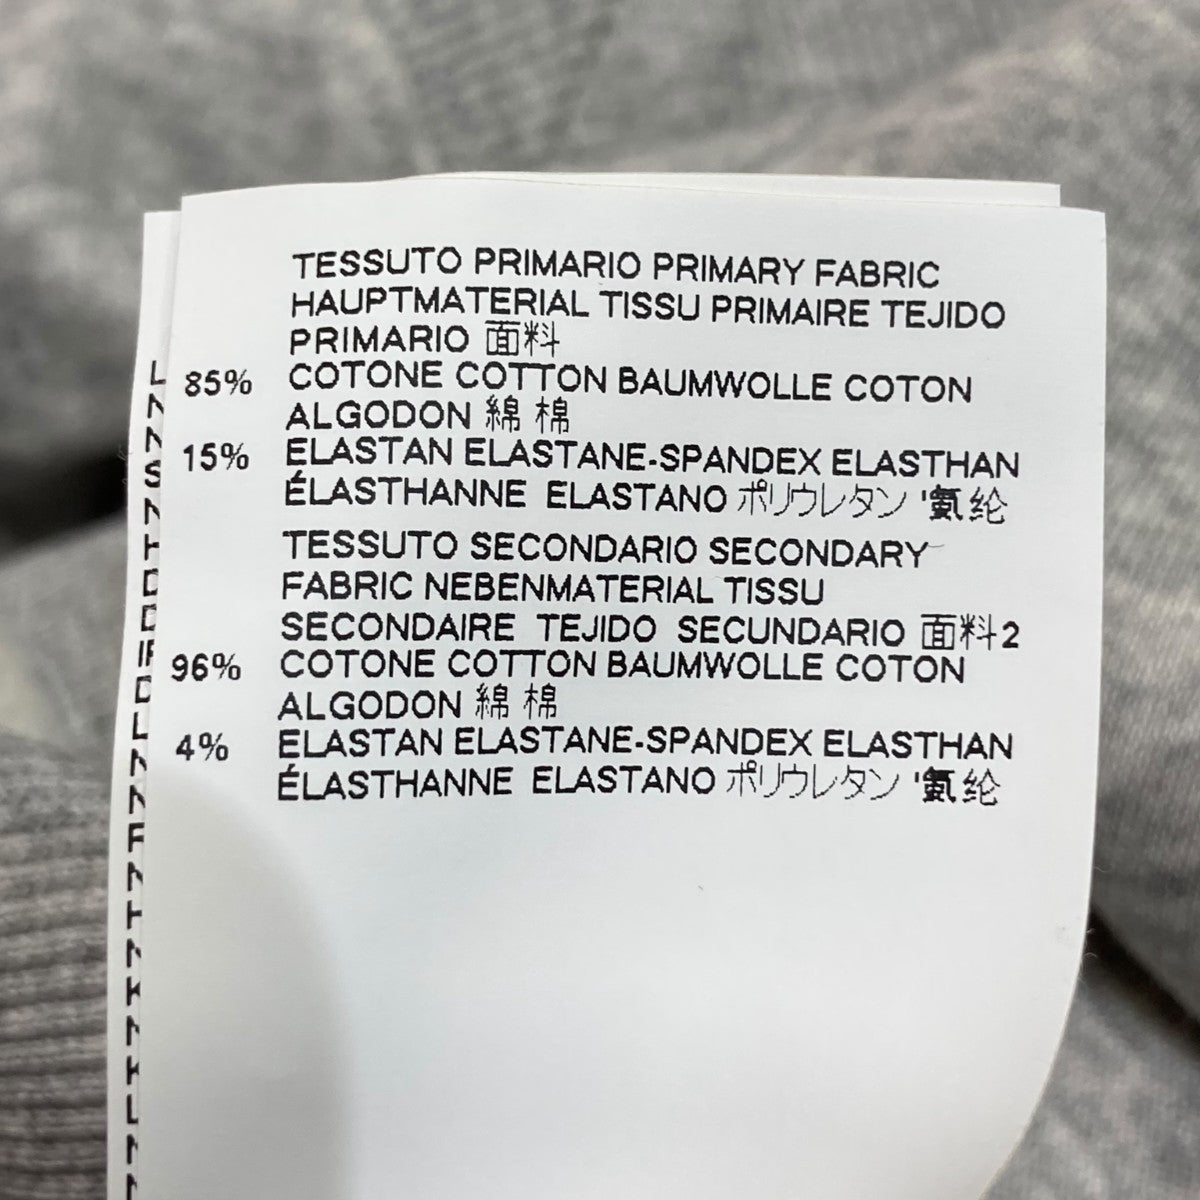 TESSUTO PRIMARIO PRIMARY FABRIC
HAUPTMATERIAL TISSU PRIMAIRE TEJIDO
PRIMARIO 面料
85% COTONE COTTON BAUMWOLLE COTON
ALGODON 綿 棉
15% ELASTAN ELASTANE-SPANDEX ELASTHAN
ÉLASTHANNE ELASTANO ポリウレタン '氨纶
TESSUTO SECONDARIO SECONDARY
FABRIC NEBENMATERIAL TISSU
SECONDAIRE TEJIDO SECUNDARIO 面料2
96% COTONE COTTON BAUMWOLLE COTON
ALGODON 綿 棉
4% ELASTAN ELASTANE-SPANDEX ELASTHAN
ÉLASTHANNE ELASTANO ポリウレタン '氨纶